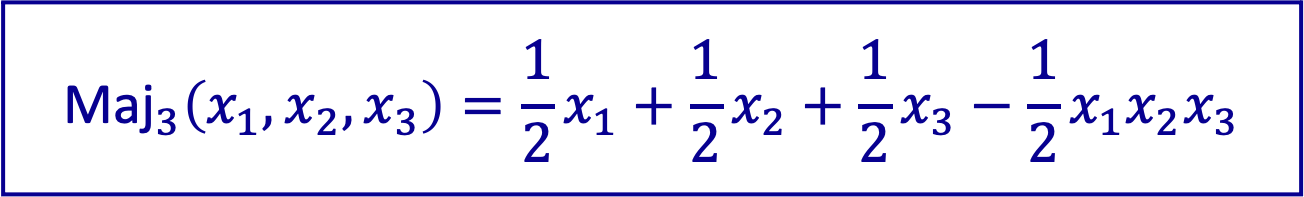 Maj₃(x₁, x₂, x₃) = 1/2 x₁ + 1/2 x₂ + 1/2 x₃ − 1/2 x₁x₂x₃